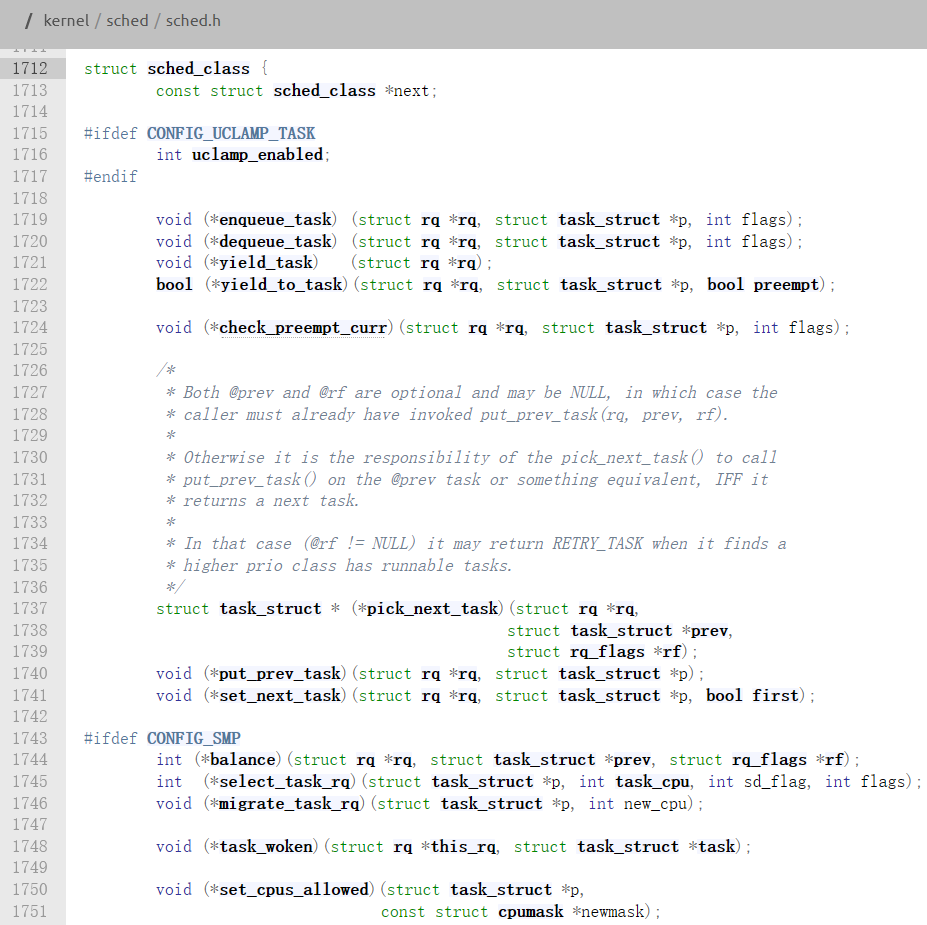 / kernel / sched / sched.h
1711
1712 struct sched_class {
1713 const struct sched_class *next;
1714
1715 #ifdef CONFIG_UCLAMP_TASK
1716 int uclamp_enabled;
1717 #endif
1718
1719 void (*enqueue_task) (struct rq *rq, struct task_struct *p, int flags);
1720 void (*dequeue_task) (struct rq *rq, struct task_struct *p, int flags);
1721 void (*yield_task)   (struct rq *rq);
1722 bool (*yield_to_task)(struct rq *rq, struct task_struct *p, bool preempt);
1723
1724 void (*check_preempt_curr)(struct rq *rq, struct task_struct *p, int flags);
1725
1726 /*
1727 * Both @prev and @rf are optional and may be NULL, in which case the
1728 * caller must already have invoked put_prev_task(rq, prev, rf).
1729 *
1730 * Otherwise it is the responsibility of the pick_next_task() to call
1731 * put_prev_task() on the @prev task or something equivalent, IFF it
1732 * returns a next task.
1733 *
1734 * In that case (@rf != NULL) it may return RETRY_TASK when it finds a
1735 * higher prio class has runnable tasks.
1736 */
1737 struct task_struct * (*pick_next_task)(struct rq *rq,
1738 struct task_struct *prev,
1739 struct rq_flags *rf);
1740 void (*put_prev_task)(struct rq *rq, struct task_struct *p);
1741 void (*set_next_task)(struct rq *rq, struct task_struct *p, bool first);
1742
1743 #ifdef CONFIG_SMP
1744 int (*balance)(struct rq *rq, struct task_struct *prev, struct rq_flags *rf);
1745 int  (*select_task_rq)(struct task_struct *p, int task_cpu, int sd_flag, int flags);
1746 void (*migrate_task_rq)(struct task_struct *p, int new_cpu);
1747
1748 void (*task_woken)(struct rq *this_rq, struct task_struct *task);
1749
1750 void (*set_cpus_allowed)(struct task_struct *p,
1751 const struct cpumask *newmask);